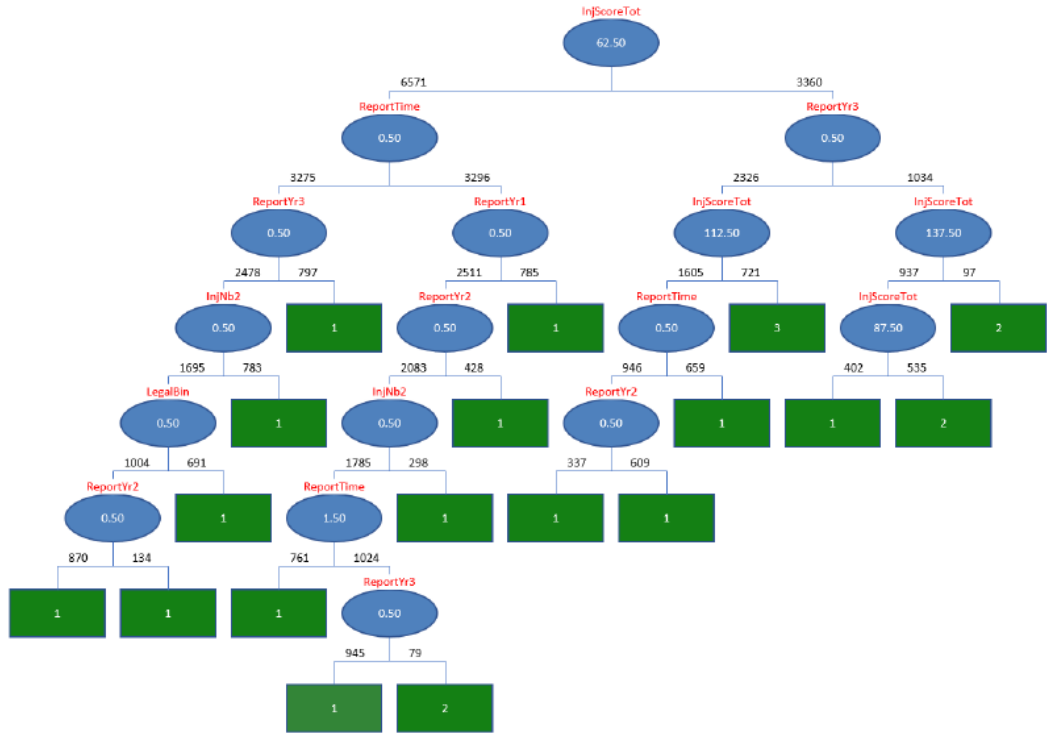 InjScoreTot
62.50
6571 3360
ReportTime ReportYr3
0.50 0.50
3275 3296 2326 1034
ReportYr3 ReportYr1 InjScoreTot InjScoreTot
0.50 0.50 112.50 137.50
2478 797 2511 785 1605 721 937 97
InjNb2 ReportYr2 ReportTime InjScoreTot
0.50 1 0.50 1 0.50 3 87.50 2
1695 783 2083 428 946 659 402 535
LegalBin InjNb2 ReportYr2
0.50 1 0.50 1 0.50 1 1 2
1004 691 1785 298 337 609
ReportYr2 ReportTime
0.50 1 1.50 1 1 1
870 134 761 1024
ReportYr3
1 1 1 0.50
945 79
1 2